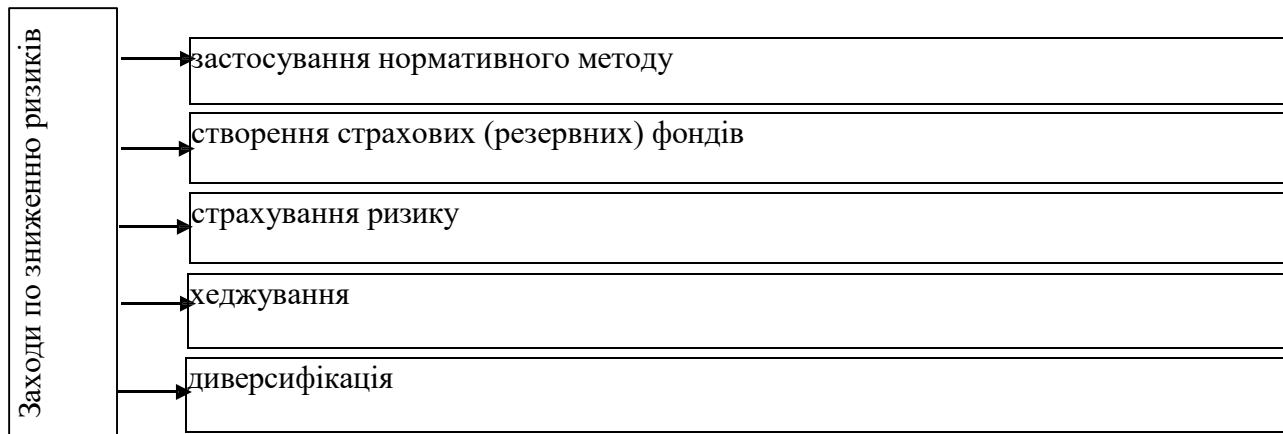 Заходи по зниженню ризиків
застосування нормативного методу
створення страхових (резервних) фондів
страхування ризику
хеджування
диверсифікація